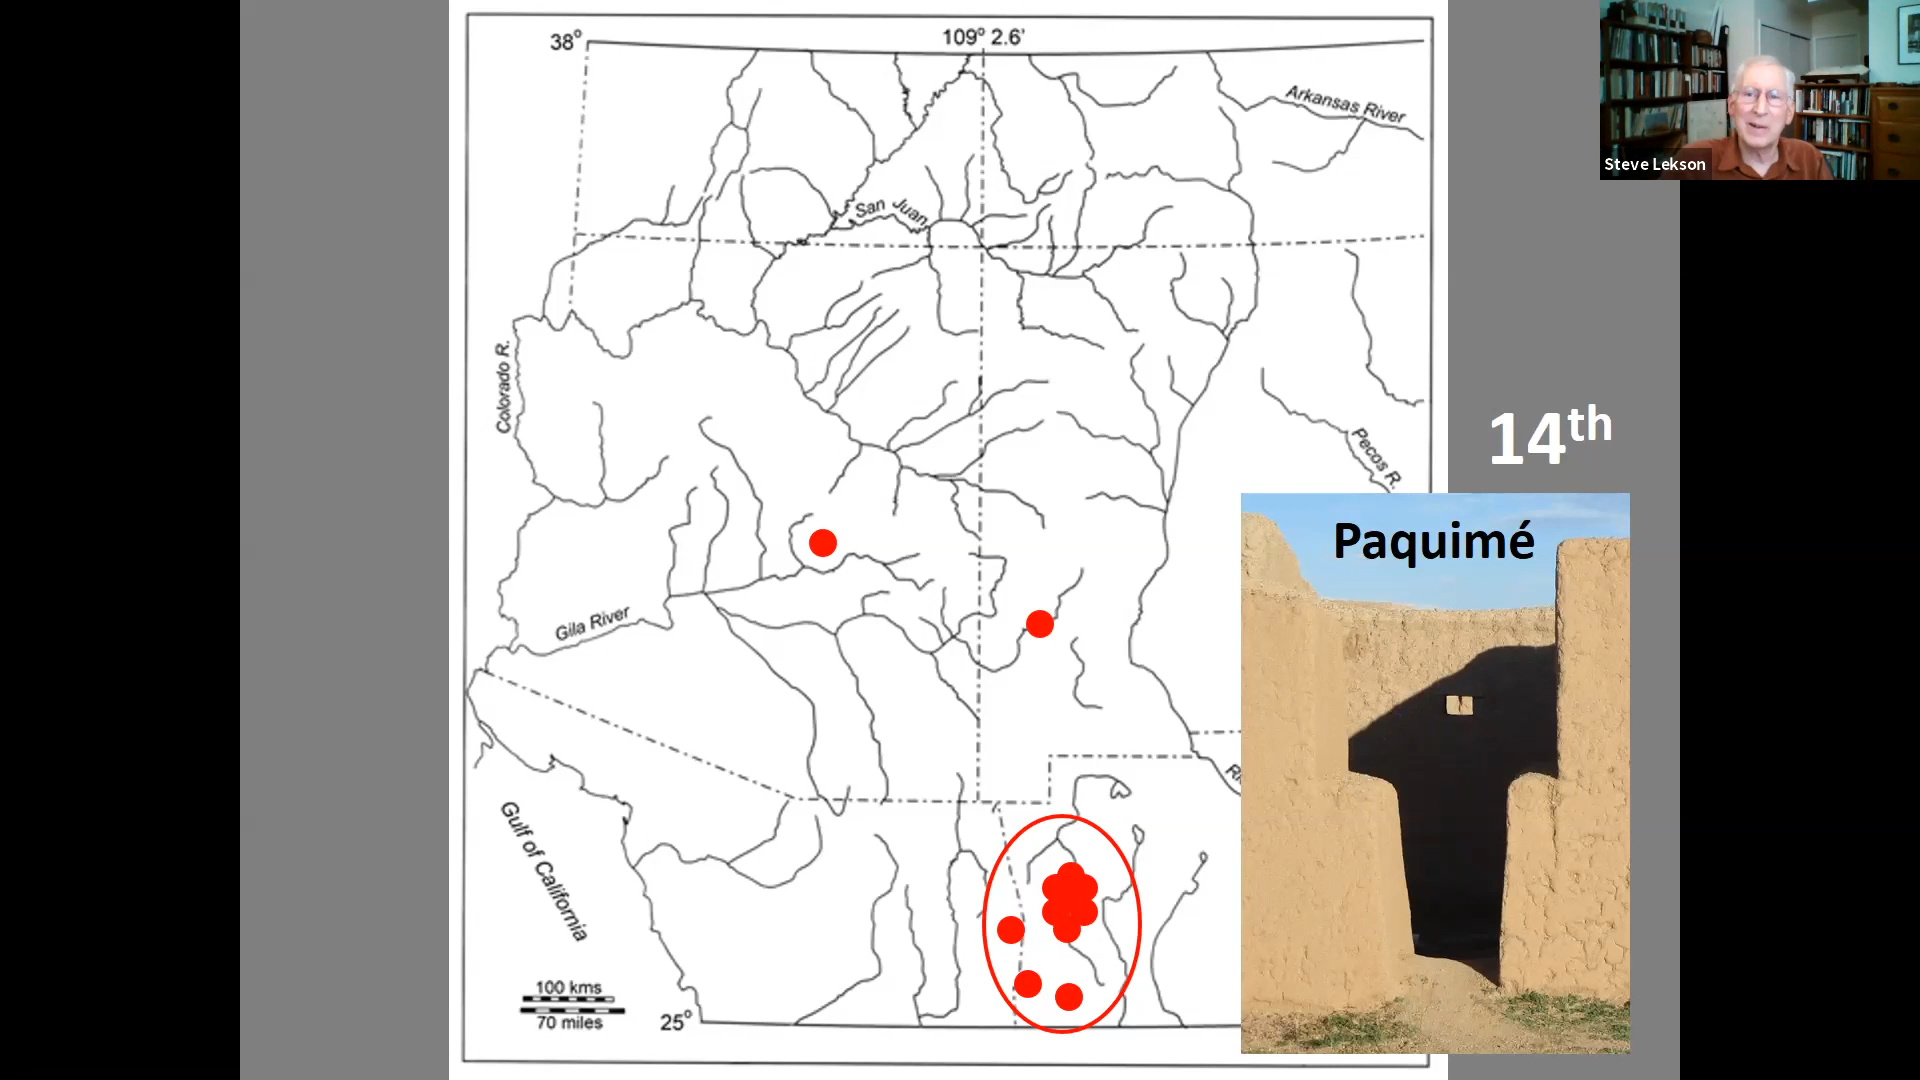 38°
109° 2.6'
Arkansas River
Steve Lekson
San Juan
Colorado R.
14th
Pecos R.
Paquimé
Gila River
Gulf of California
100 kms
70 miles
25°